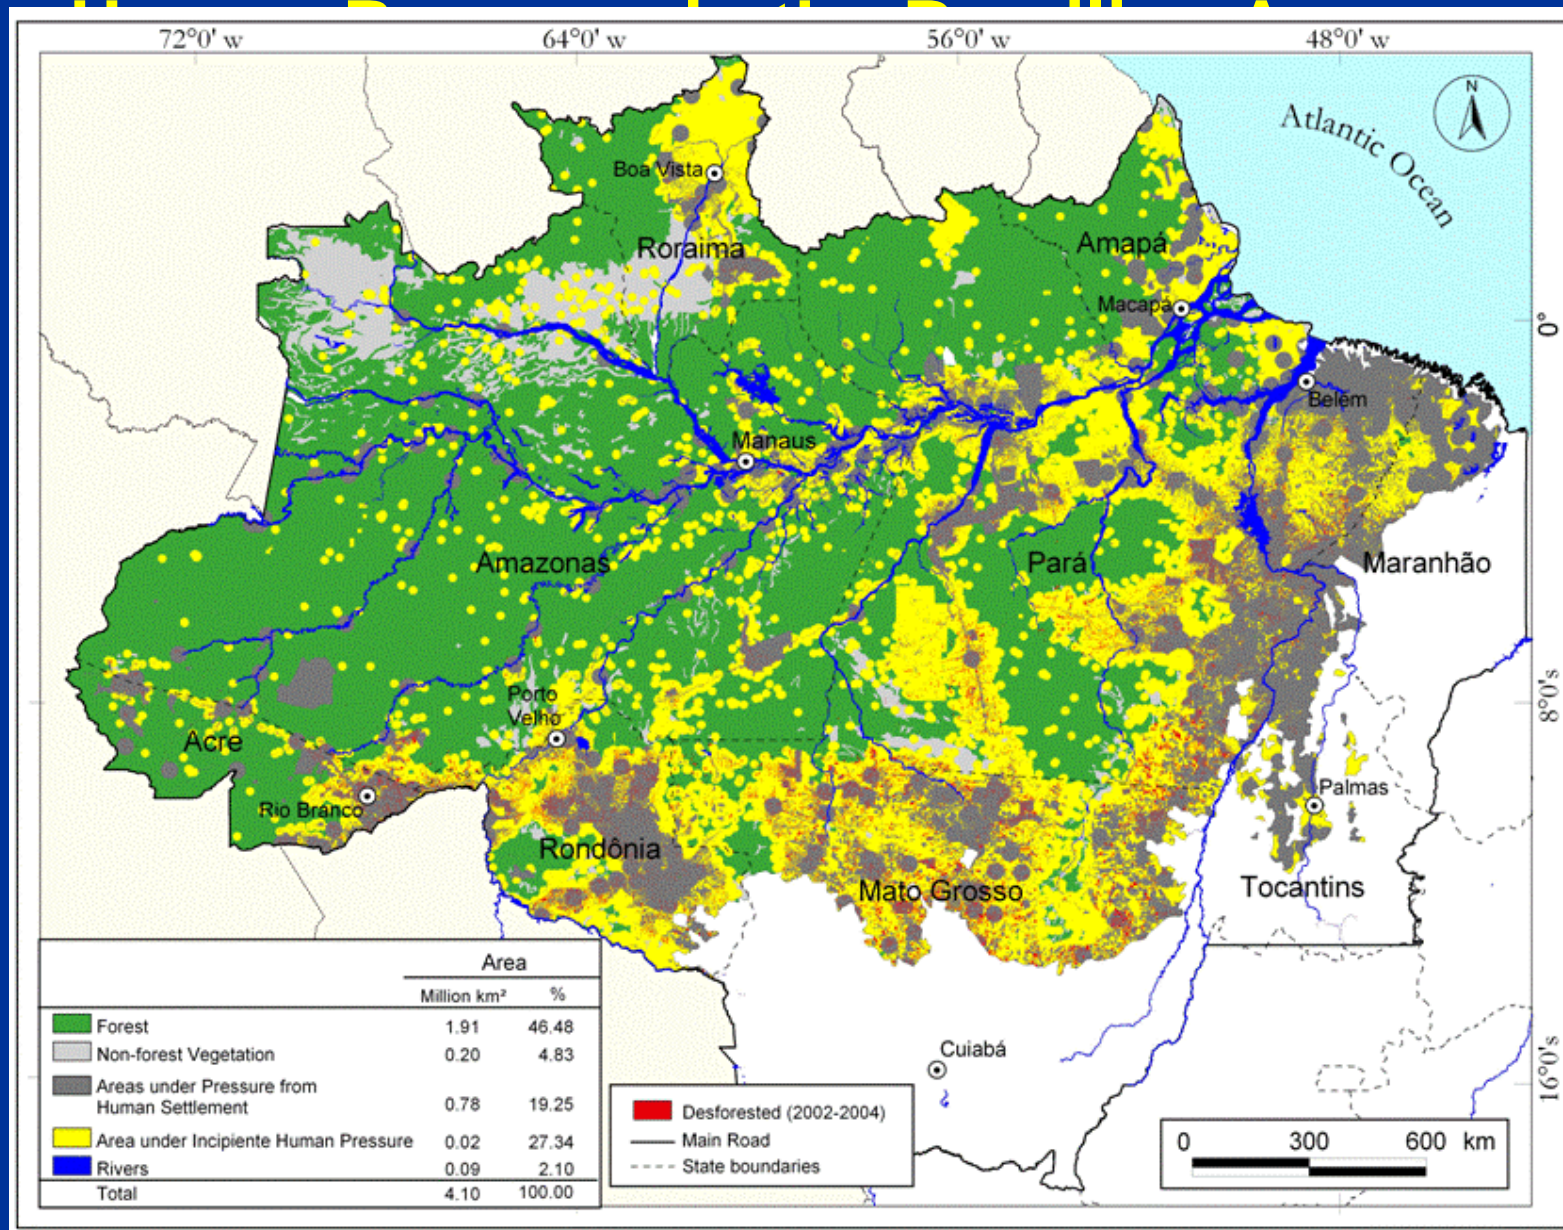 72°0' w 64°0' w 56°0' w 48°0' w
N
Atlantic Ocean
Boa Vista
Roraima
Amapá
Macapá
0°
Belém
Manaus
Amazonas
Pará
Maranhão
Porto
Velho
8°0's
Acre
Rio Branco
Palmas
Rondônia
Mato Grosso
Tocantins
Cuiabá
16°0's
Area
Million km² %
Forest 1.91 46.48
Non-forest Vegetation 0.20 4.83
Areas under Pressure from
Human Settlement 0.78 19.25
Area under Incipiente Human Pressure 0.02 27.34
Rivers 0.09 2.10
Total 4.10 100.00
Desforested (2002-2004)
Main Road
State boundaries
0 300 600 km